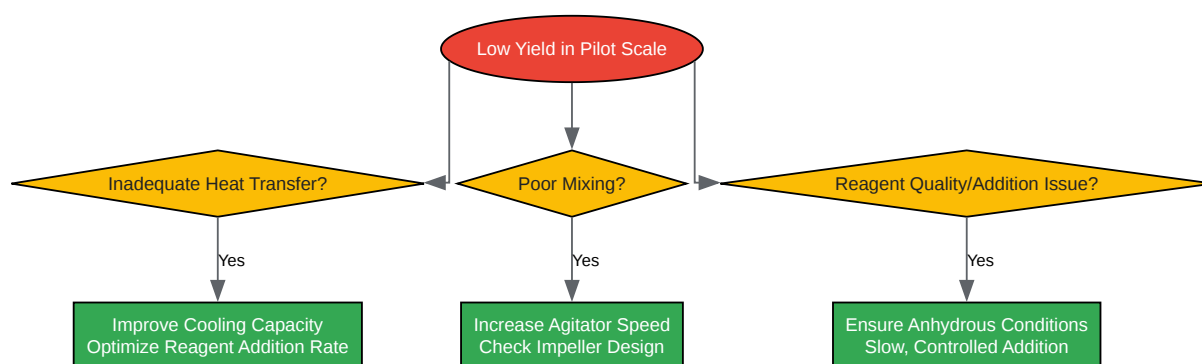 Low Yield in Pilot Scale
Inadequate Heat Transfer?
Poor Mixing?
Reagent Quality/Addition Issue?
Yes
Yes
Yes
Improve Cooling Capacity
Optimize Reagent Addition Rate
Increase Agitator Speed
Check Impeller Design
Ensure Anhydrous Conditions
Slow, Controlled Addition